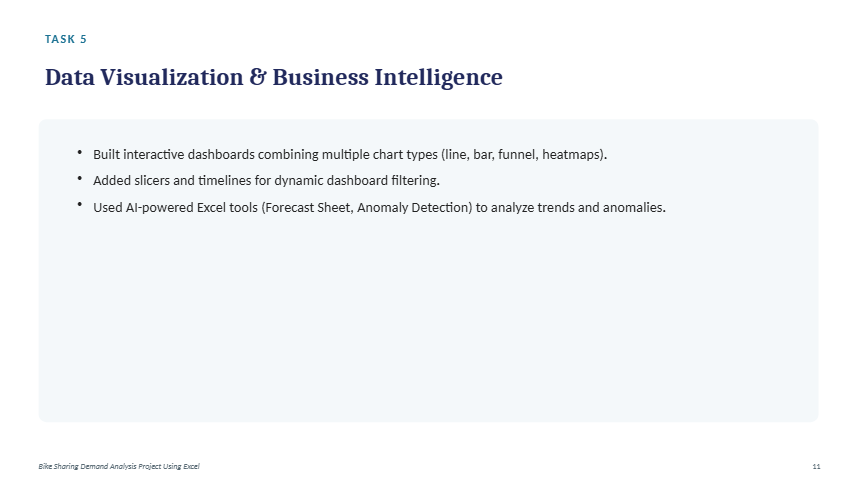 TASK 5
Data Visualization & Business Intelligence
• Built interactive dashboards combining multiple chart types (line, bar, funnel, heatmaps).
• Added slicers and timelines for dynamic dashboard filtering.
• Used AI-powered Excel tools (Forecast Sheet, Anomaly Detection) to analyze trends and anomalies.
Bike Sharing Demand Analysis Project Using Excel
11